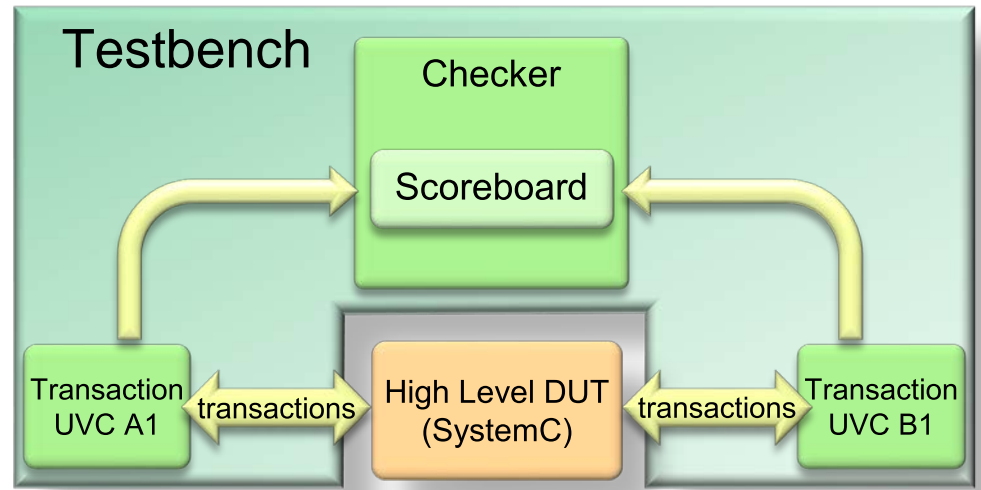 Testbench
Checker
Scoreboard
Transaction
UVC A1
transactions
High Level DUT
(SystemC)
transactions
Transaction
UVC B1